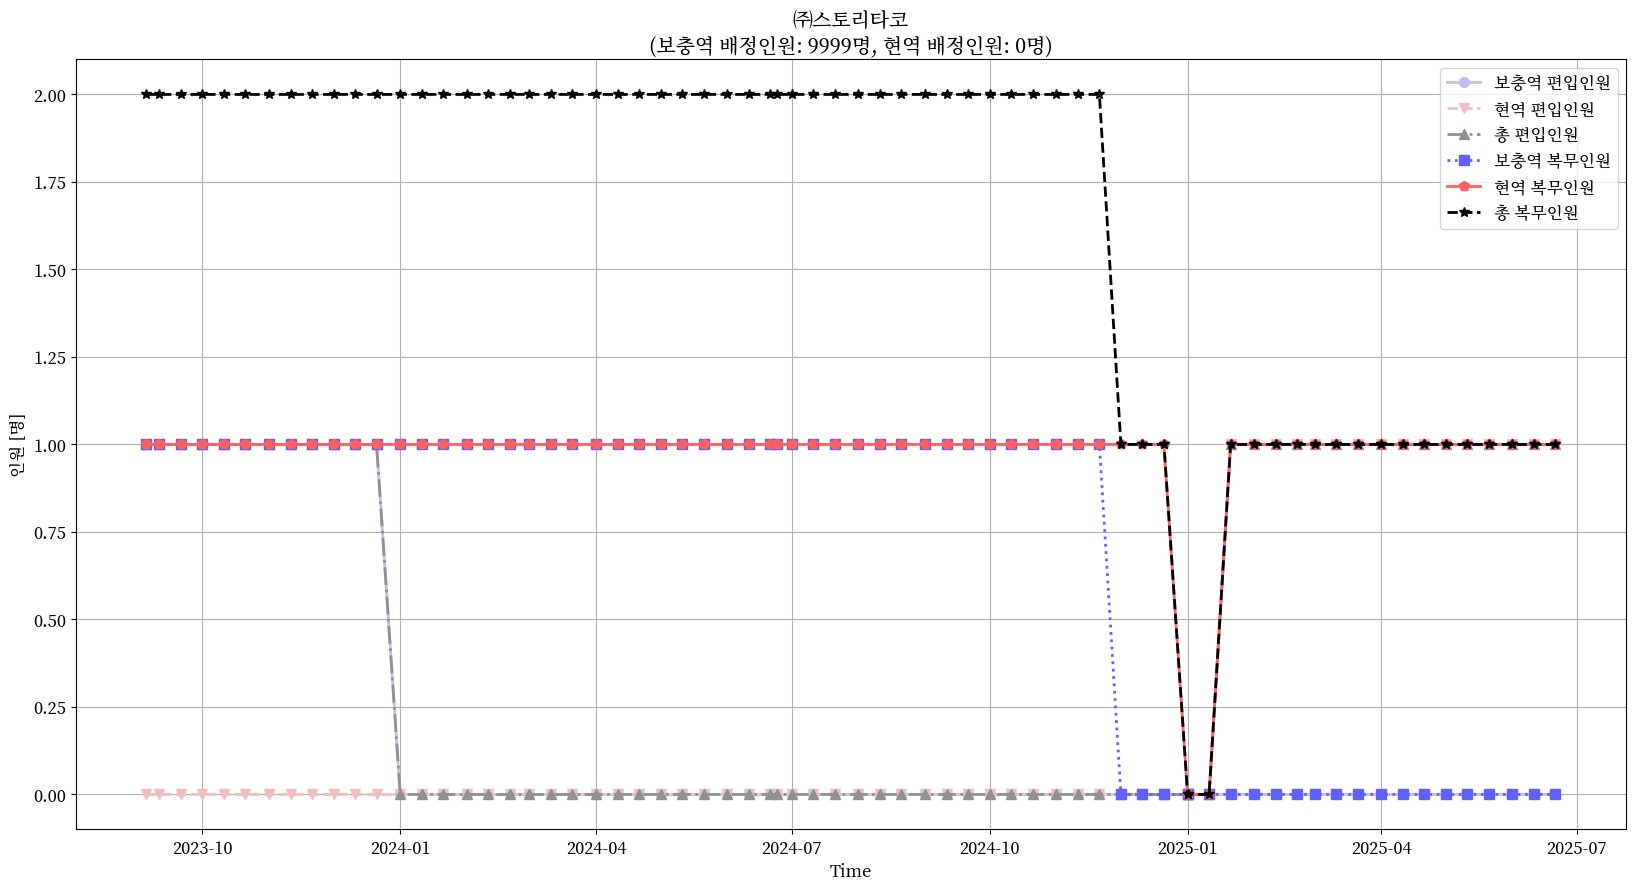 ㈜스토리타코
(보충역 배정인원: 9999명, 현역 배정인원: 0명)
보충역 편입인원
현역 편입인원
총 편입인원
보충역 복무인원
현역 복무인원
총 복무인원
2.00
1.75
1.50
1.25
1.00
0.75
0.50
0.25
0.00
인원 [명]
2023-10 2024-01 2024-04 2024-07 2024-10 2025-01 2025-04 2025-07
Time